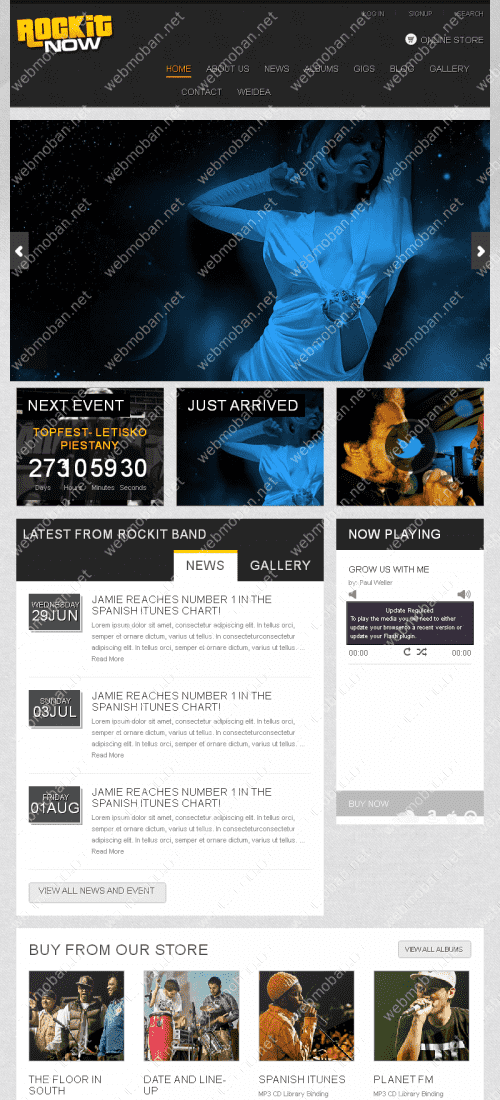 LOG IN
SIGNUP
SEARCH
ROCKIT
NOW
ONLINE STORE
HOME
ABOUT US
NEWS
ALBUMS
GIGS
BLOG
GALLERY
CONTACT
WEIDEA
NEXT EVENT
TOPFEST- LETISKO
PIESTANY
273 10 59 30
Days Hours Minutes Seconds
JUST ARRIVED
LATEST FROM ROCKIT BAND
NEWS
GALLERY
WEDNESDAY
29JUN
JAMIE REACHES NUMBER 1 IN THE
SPANISH ITUNES CHART!
Lorem ipsum dolor sit amet, consectetur adipiscing elit. In tellus orci,
semper et ornare dictum, varius ut tellus. In consecteturconsectetur
adipiscing elit. In tellus orci, semper et ornare dictum, varius ut tellus. ...
Read More
SUNDAY
03JUL
JAMIE REACHES NUMBER 1 IN THE
SPANISH ITUNES CHART!
Lorem ipsum dolor sit amet, consectetur adipiscing elit. In tellus orci,
semper et ornare dictum, varius ut tellus. In consecteturconsectetur
adipiscing elit. In tellus orci, semper et ornare dictum, varius ut tellus. ...
Read More
FRIDAY
01AUG
JAMIE REACHES NUMBER 1 IN THE
SPANISH ITUNES CHART!
Lorem ipsum dolor sit amet, consectetur adipiscing elit. In tellus orci,
semper et ornare dictum, varius ut tellus. In consecteturconsectetur
adipiscing elit. In tellus orci, semper et ornare dictum, varius ut tellus. ...
Read More
VIEW ALL NEWS AND EVENT
NOW PLAYING
GROW US WITH ME
by: Paul Weller
Update Required
To play the media you will need to either
update your browser to a recent version or
update your Flash plugin.
00:00
00:00
BUY NOW
BUY FROM OUR STORE
VIEW ALL ALBUMS
THE FLOOR IN
SOUTH
DATE AND LINE-
UP
SPANISH ITUNES
MP3 CD Library Binding
PLANET FM
MP3 CD Library Binding
webmoban.net